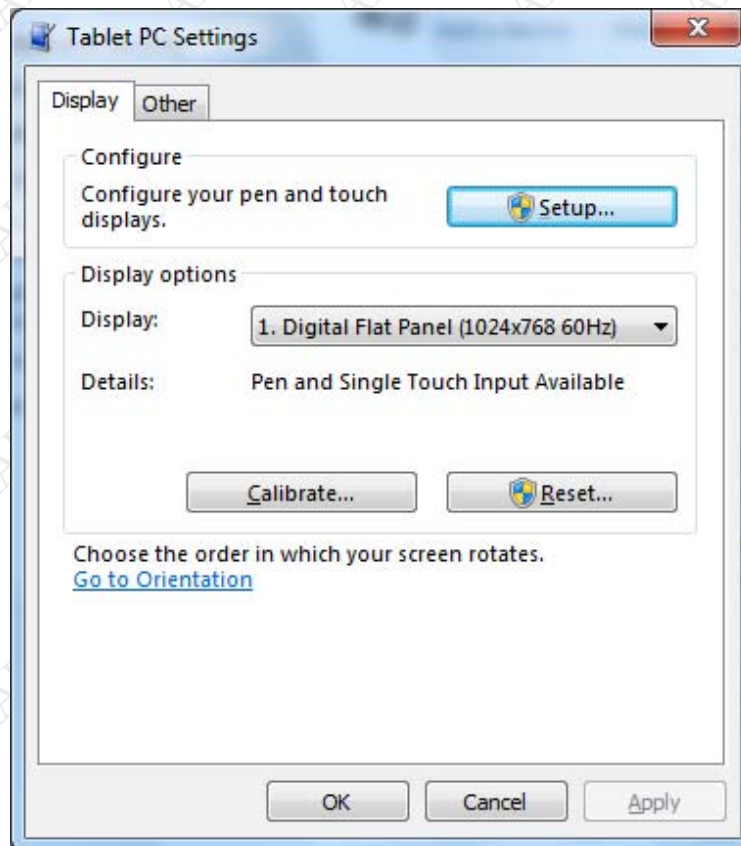 Tablet PC Settings
Display
Other
Configure
Configure your pen and touch
displays.
Setup...
Display options
Display:
1. Digital Flat Panel (1024x768 60Hz)
Details:
Pen and Single Touch Input Available
Calibrate...
Reset...
Choose the order in which your screen rotates.
Go to Orientation
OK
Cancel
Apply